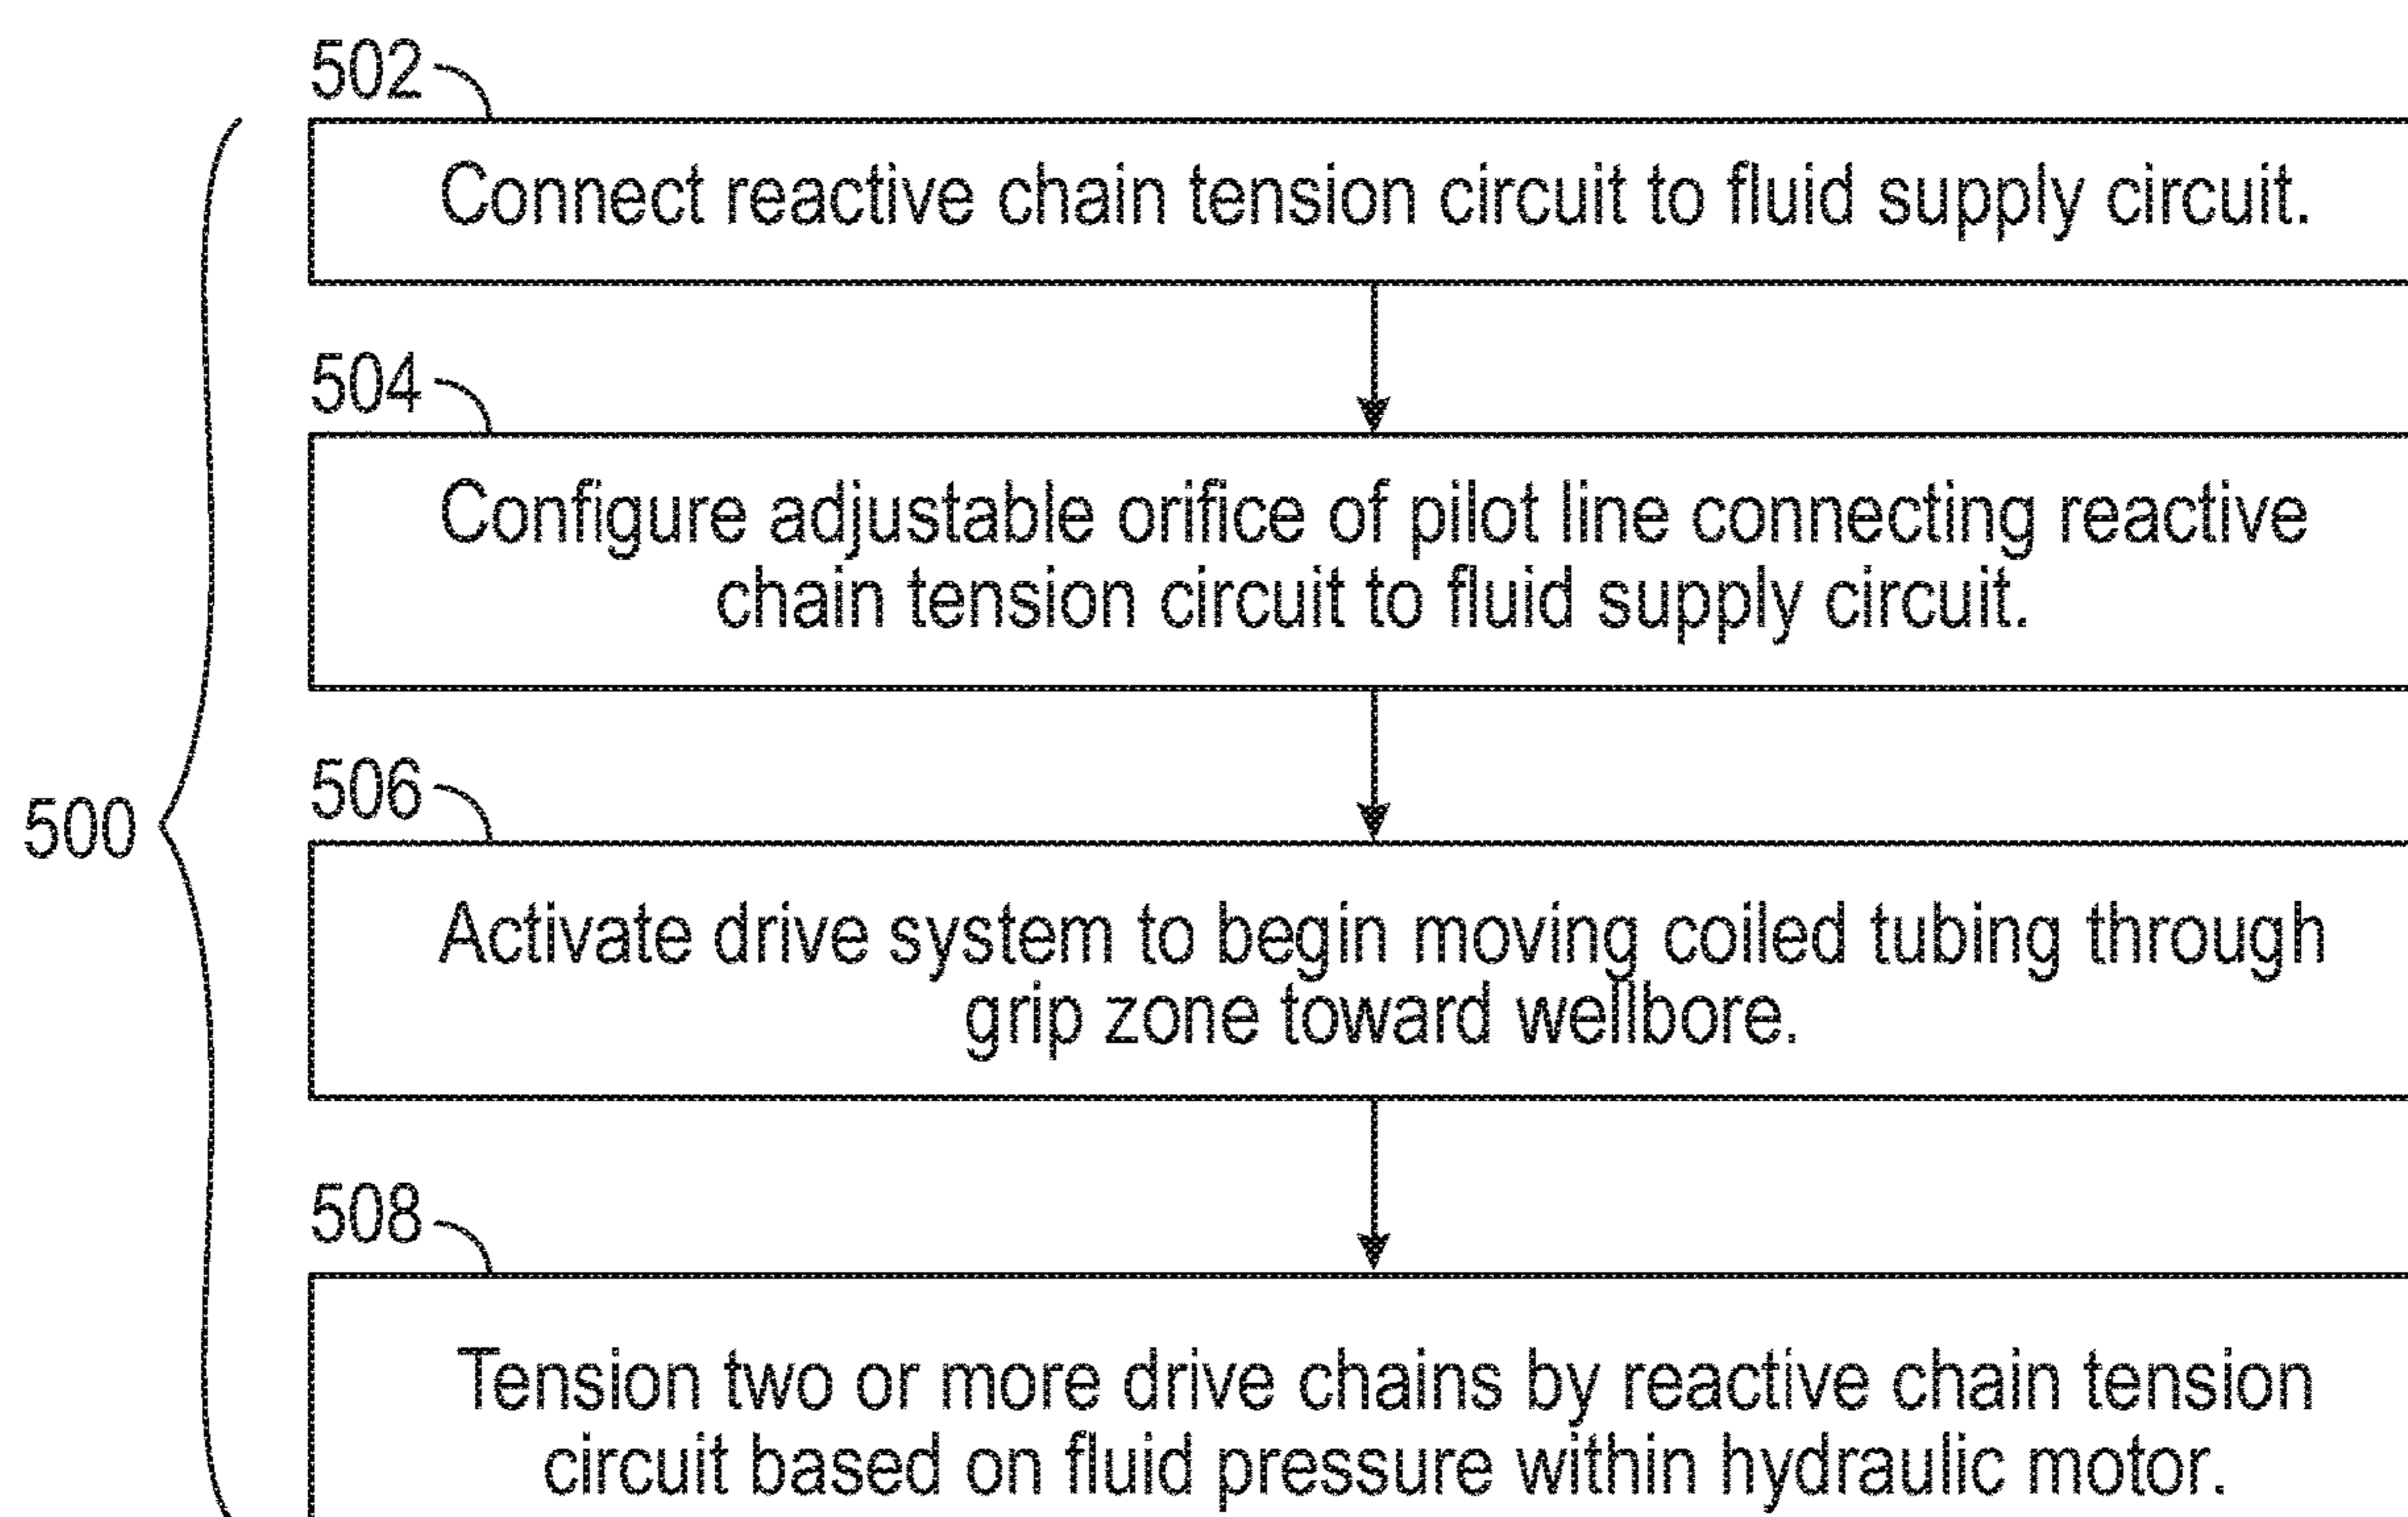 502
Connect reactive chain tension circuit to fluid supply circuit.
504
Configure adjustable orifice of pilot line connecting reactive
chain tension circuit to fluid supply circuit.
506
500
Activate drive system to begin moving coiled tubing through
grip zone toward wellbore.
508
Tension two or more drive chains by reactive chain tension
circuit based on fluid pressure within hydraulic motor.